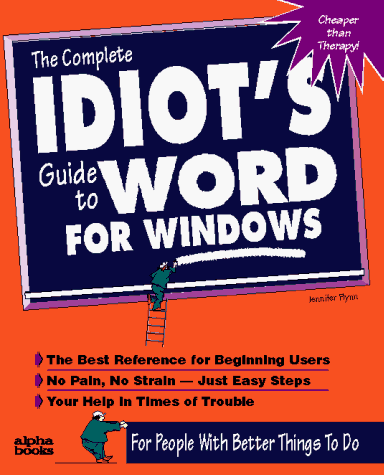 Cheaper
than
Therapy!
The Complete
IDIOT'S
Guide
to
WORD
FOR WINDOWS
Jennifer Flynn
The Best Reference for Beginning Users
No Pain, No Strain — Just Easy Steps
Your Help in Times of Trouble
alpha
books
For People With Better Things To Do